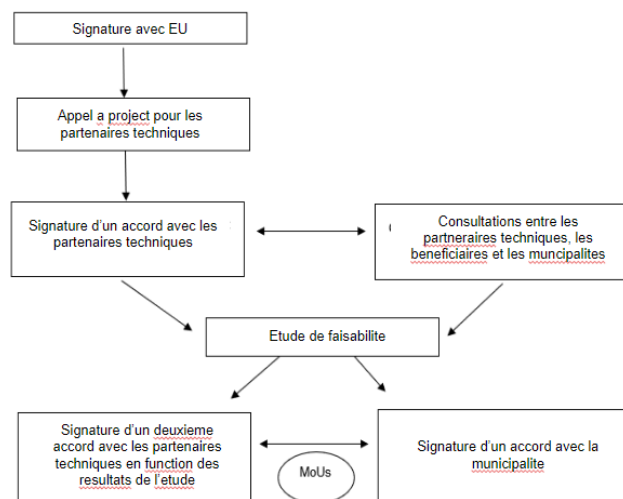 Signature avec EU
Appel a project pour les
partenaires techniques
Signature d'un accord avec les
partenaires techniques
Consultations entre les
partneraires techniques, les
beneficiaires et les muncipalites
Etude de faisabilite
Signature d'un deuxieme
accord avec les partenaires
techniques en function des
resultats de l'etude
MoUs
Signature d'un accord avec la
municipalite